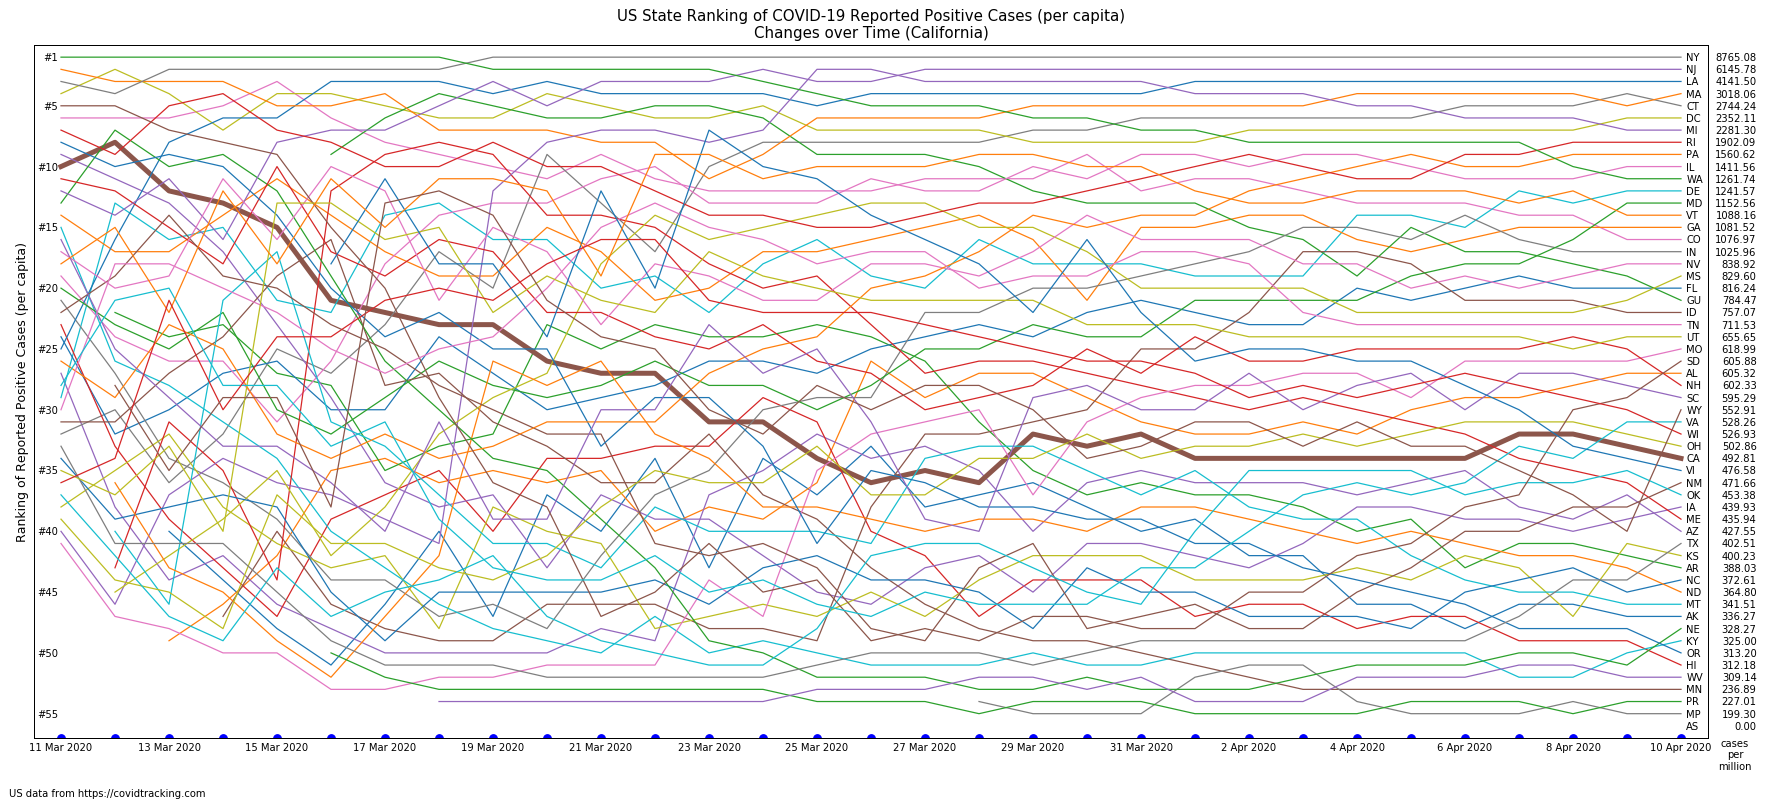 US State Ranking of COVID-19 Reported Positive Cases (per capita)
Changes over Time (California)
Ranking of Reported Positive Cases (per capita)
#1
#5
#10
#15
#20
#25
#30
#35
#40
#45
#50
#55
NY 8765.08
NJ 6145.78
LA 4141.50
MA 3018.06
CT 2744.24
DC 2352.11
MI 2281.30
RI 1902.09
PA 1560.62
IL 1411.56
WA 1261.74
DE 1241.57
MD 1152.56
VT 1088.16
GA 1081.52
CO 1076.97
IN 1025.96
NV 838.92
MS 829.60
FL 816.24
GU 784.47
ID 757.07
TN 711.53
UT 655.65
MO 618.99
SD 605.88
AL 605.32
NH 602.33
SC 595.29
WY 552.91
VA 528.26
WI 526.93
OH 502.86
CA 492.81
VI 476.58
NM 471.66
OK 453.38
IA 439.93
ME 435.94
AZ 427.55
TX 402.51
KS 400.23
AR 388.03
NC 372.61
ND 364.80
MT 341.51
AK 336.27
NE 328.27
KY 325.00
OR 313.20
HI 312.18
WV 309.14
MN 236.89
PR 227.01
MP 199.30
AS 0.00
11 Mar 2020 13 Mar 2020 15 Mar 2020 17 Mar 2020 19 Mar 2020 21 Mar 2020 23 Mar 2020 25 Mar 2020 27 Mar 2020 29 Mar 2020 31 Mar 2020 2 Apr 2020 4 Apr 2020 6 Apr 2020 8 Apr 2020 10 Apr 2020
cases
per
million
US data from https://covidtracking.com